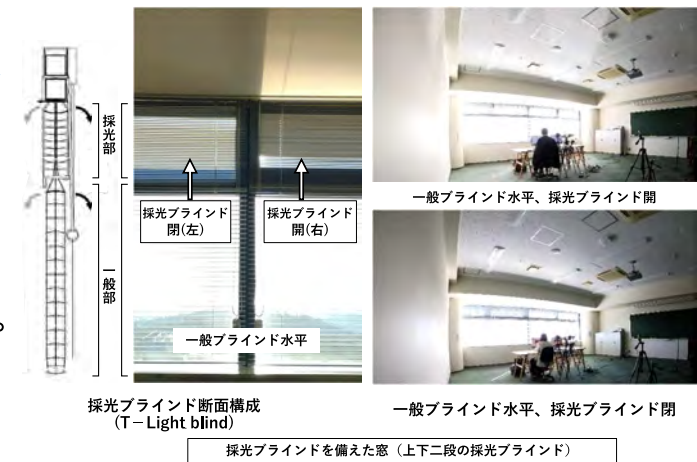 採光部
一般部
採光ブラインド
閉(左)
採光ブラインド
開(右)
一般ブラインド水平
採光ブラインド断面構成
(T−Light blind)
一般ブラインド水平、採光ブラインド開
一般ブラインド水平、採光ブラインド閉
採光ブラインドを備えた窓（上下二段の採光ブラインド）
。